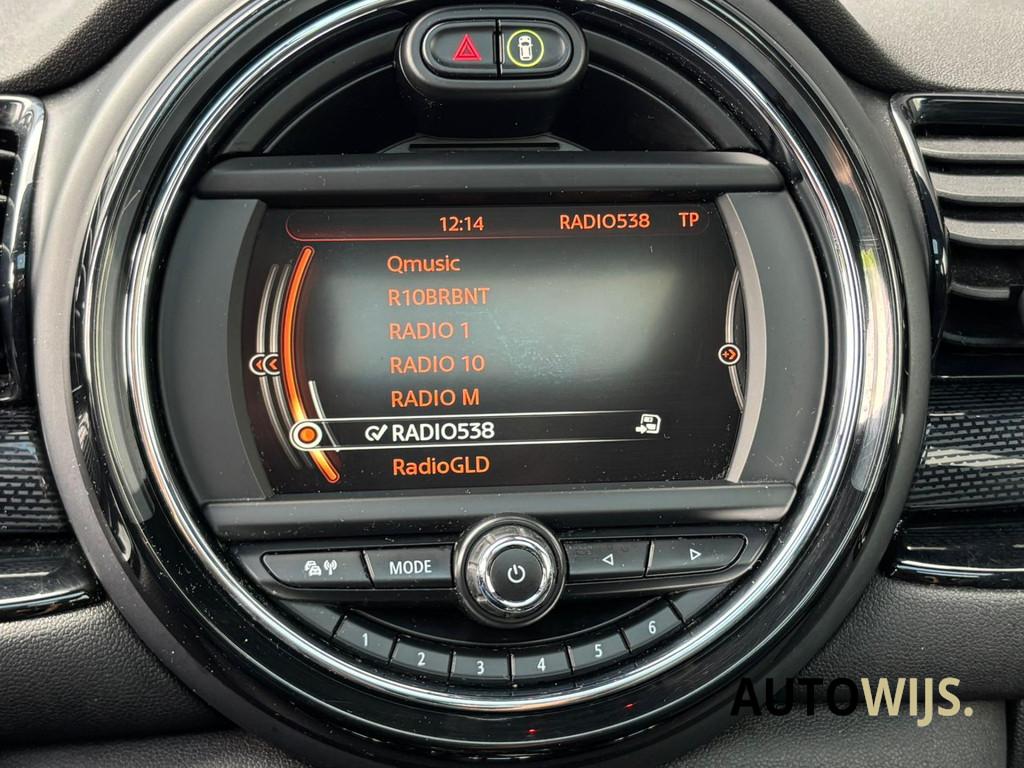 12:14 RADIO538 TP
Qmusic
R10BRBNT
RADIO 1
RADIO 10
RADIO M
RADIO538
RadioGLD
MODE
1 2 3 4 5 6
AUTOWIJS.